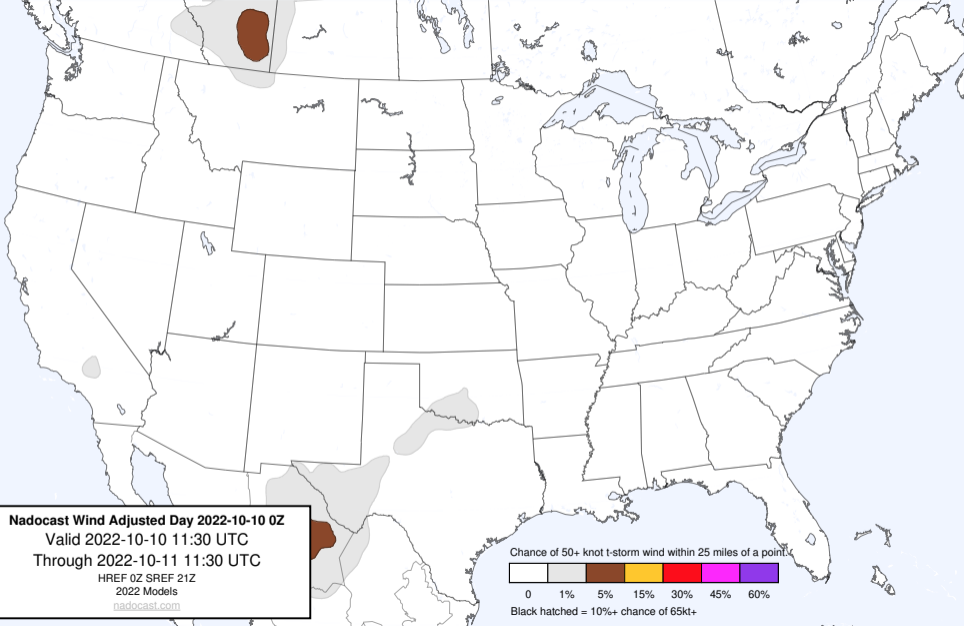 Nadocast Wind Adjusted Day 2022-10-10 0Z
Valid 2022-10-10 11:30 UTC
Through 2022-10-11 11:30 UTC
HREF 0Z SREF 21Z
2022 Models
nadocast.com
Chance of 50+ knot t-storm wind within 25 miles of a point.
0 1% 5% 15% 30% 45% 60%
Black hatched = 10%+ chance of 65kt+